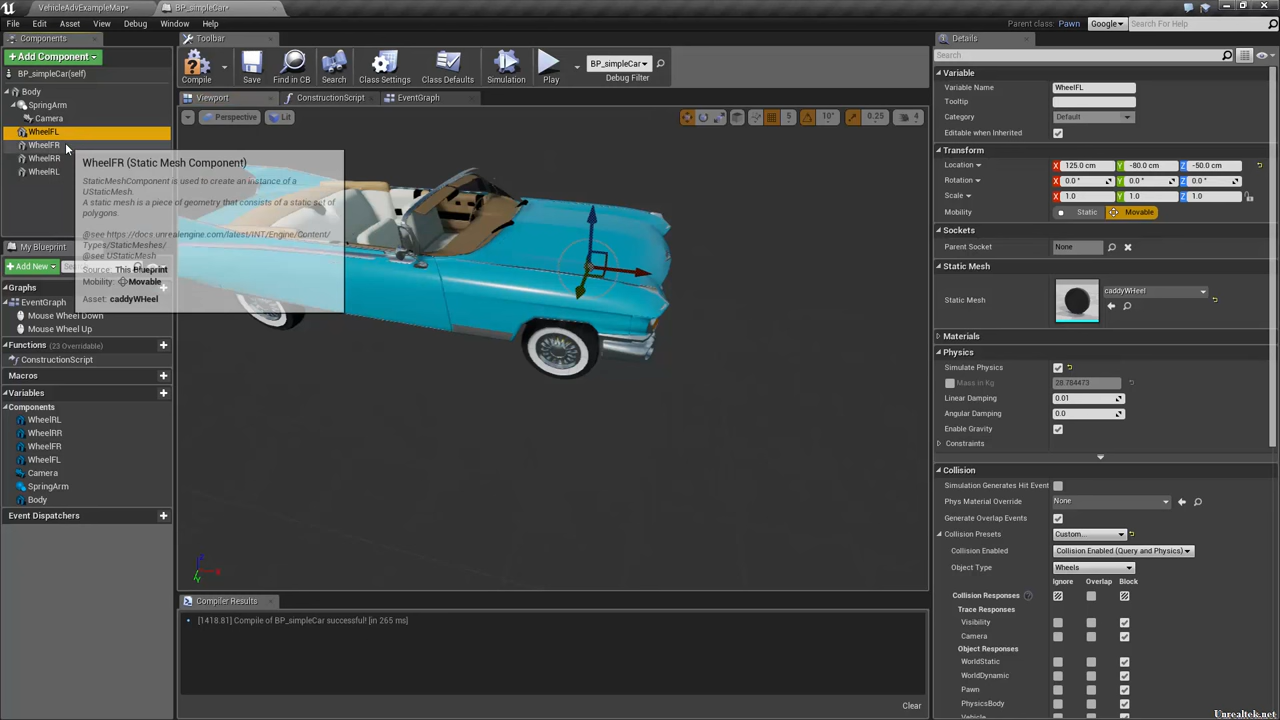 VehicleAdvExampleMap*
BP_simpleCar*
File Edit Asset View Debug Window Help
Parent class: Pawn
Google
Search For Help
Components
Add Component
BP_simpleCar(self)
Body
SpringArm
Camera
WheelFL
WheelFR
WheelRR
WheelRL
WheelFR (Static Mesh Component)
StaticMeshComponent is used to create an instance of a
UStaticMesh.
A static mesh is a piece of geometry that consists of a static set of
polygons.
@see https://docs.unrealengine.com/latest/INT/Engine/Content/
Types/StaticMeshes/
@see UStaticMesh
Source: This Blueprint
Mobility: Movable
Asset: caddyWHeel
My Blueprint
Add New
Graphs
EventGraph
Mouse Wheel Down
Mouse Wheel Up
Functions (23 Overridable)
ConstructionScript
Macros
Variables
Components
WheelRL
WheelRR
WheelFR
WheelFL
Camera
SpringArm
Body
Event Dispatchers
Toolbar
Compile
Save
Find in CB
Search
Class Settings
Class Defaults
Simulation
Play
BP_simpleCar
Debug Filter
Viewport
ConstructionScript
EventGraph
Perspective
Lit
5
10°
0.25
4
Compiler Results
[1418.81] Compile of BP_simpleCar successful! [in 265 ms]
Clear
Details
Search
Variable
Variable Name WheelFL
Tooltip
Category Default
Editable when Inherited
Transform
Location X 125.0 cm Y -80.0 cm Z -50.0 cm
Rotation X 0.0 ° Y 0.0 ° Z 0.0 °
Scale X 1.0 Y 1.0 Z 1.0
Mobility Static Movable
Sockets
Parent Socket None
Static Mesh
Static Mesh caddyWHeel
Materials
Physics
Simulate Physics
Mass in Kg 28.784473
Linear Damping 0.01
Angular Damping 0.0
Enable Gravity
Constraints
Collision
Simulation Generates Hit Event
Phys Material Override None
Generate Overlap Events
Collision Presets Custom...
Collision Enabled Collision Enabled (Query and Physics)
Object Type Wheels
Ignore Overlap Block
Collision Responses
Trace Responses
Visibility
Camera
Object Responses
WorldStatic
WorldDynamic
Pawn
PhysicsBody
Vehicle
Unrealtek.net